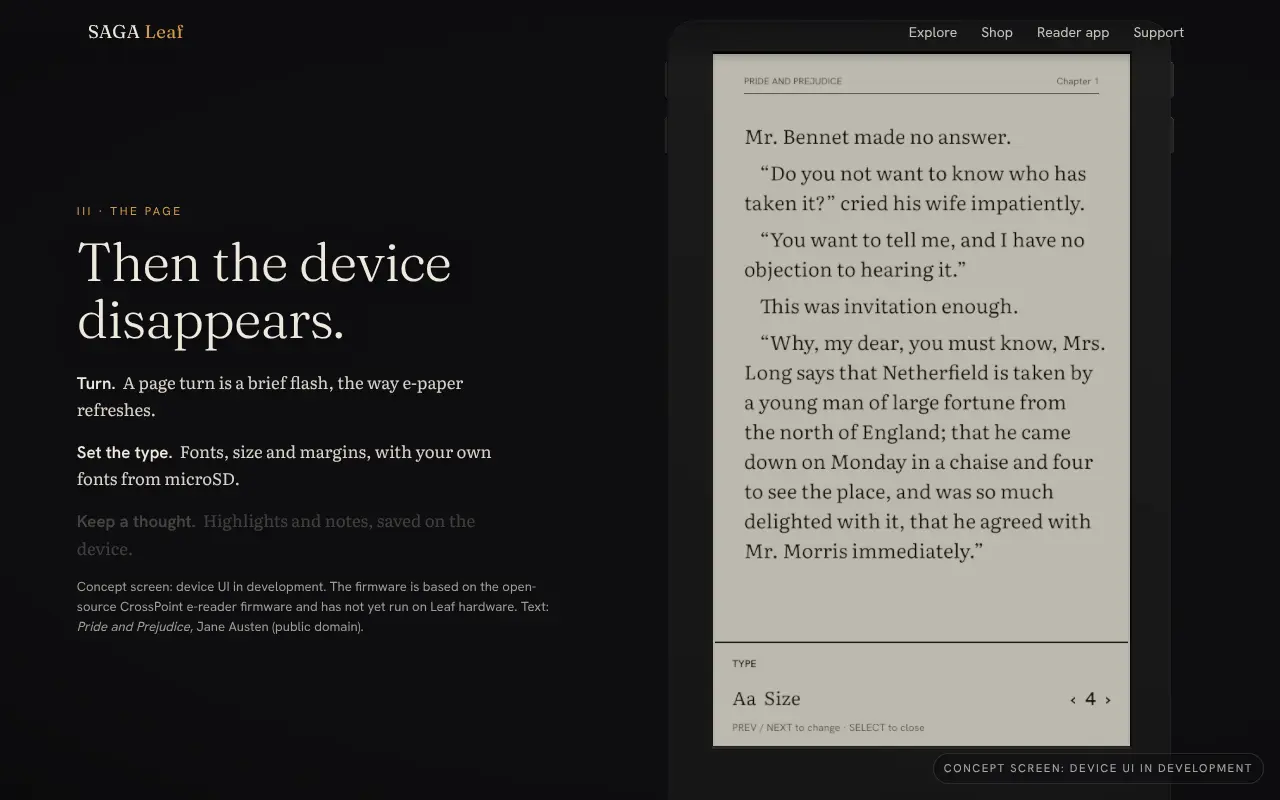 SAGA Leaf
Explore Shop Reader app Support
III · THE PAGE
Then the device
disappears.
Turn. A page turn is a brief flash, the way e-paper
refreshes.
Set the type. Fonts, size and margins, with your own
fonts from microSD.
Keep a thought. Highlights and notes, saved on the
device.
Concept screen: device UI in development. The firmware is based on the open-
source CrossPoint e-reader firmware and has not yet run on Leaf hardware. Text:
Pride and Prejudice, Jane Austen (public domain).
PRIDE AND PREJUDICE Chapter 1
Mr. Bennet made no answer.
“Do you not want to know who has
taken it?” cried his wife impatiently.
“You want to tell me, and I have no
objection to hearing it.”
This was invitation enough.
“Why, my dear, you must know, Mrs.
Long says that Netherfield is taken by
a young man of large fortune from
the north of England; that he came
down on Monday in a chaise and four
to see the place, and was so much
delighted with it, that he agreed with
Mr. Morris immediately.”
TYPE
Aa Size ‹ 4 ›
PREV / NEXT to change · SELECT to close
CONCEPT SCREEN: DEVICE UI IN DEVELOPMENT